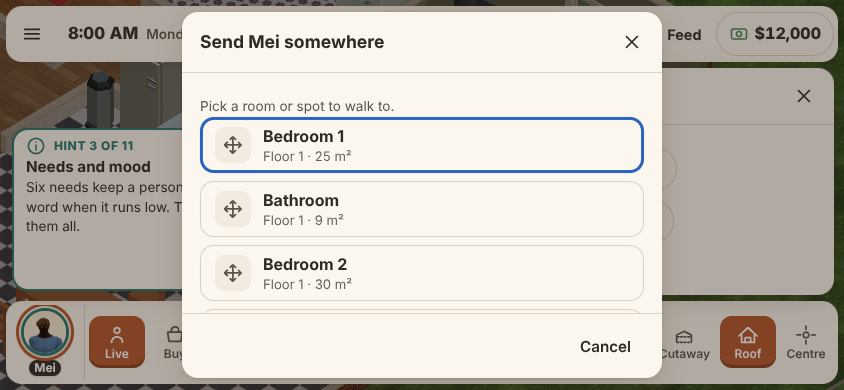 8:00 AM Mond
Feed
$12,000
Send Mei somewhere
Pick a room or spot to walk to.
Bedroom 1
Floor 1 · 25 m²
Bathroom
Floor 1 · 9 m²
Bedroom 2
Floor 1 · 30 m²
Cancel
HINT 3 OF 11
Needs and mood
Six needs keep a person
word when it runs low. T
them all.
Mei
Live
Buy
Cutaway
Roof
Centre